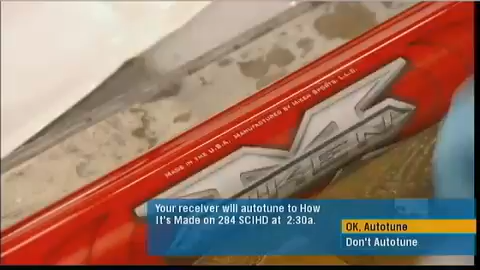 MADE IN THE U.S.A. MANUFACTURED BY MIKEN SPORTS, L.L.C.
MIKEN
Your receiver will autotune to How
It's Made on 284 SCIHD at 2:30a.
OK, Autotune
Don't Autotune